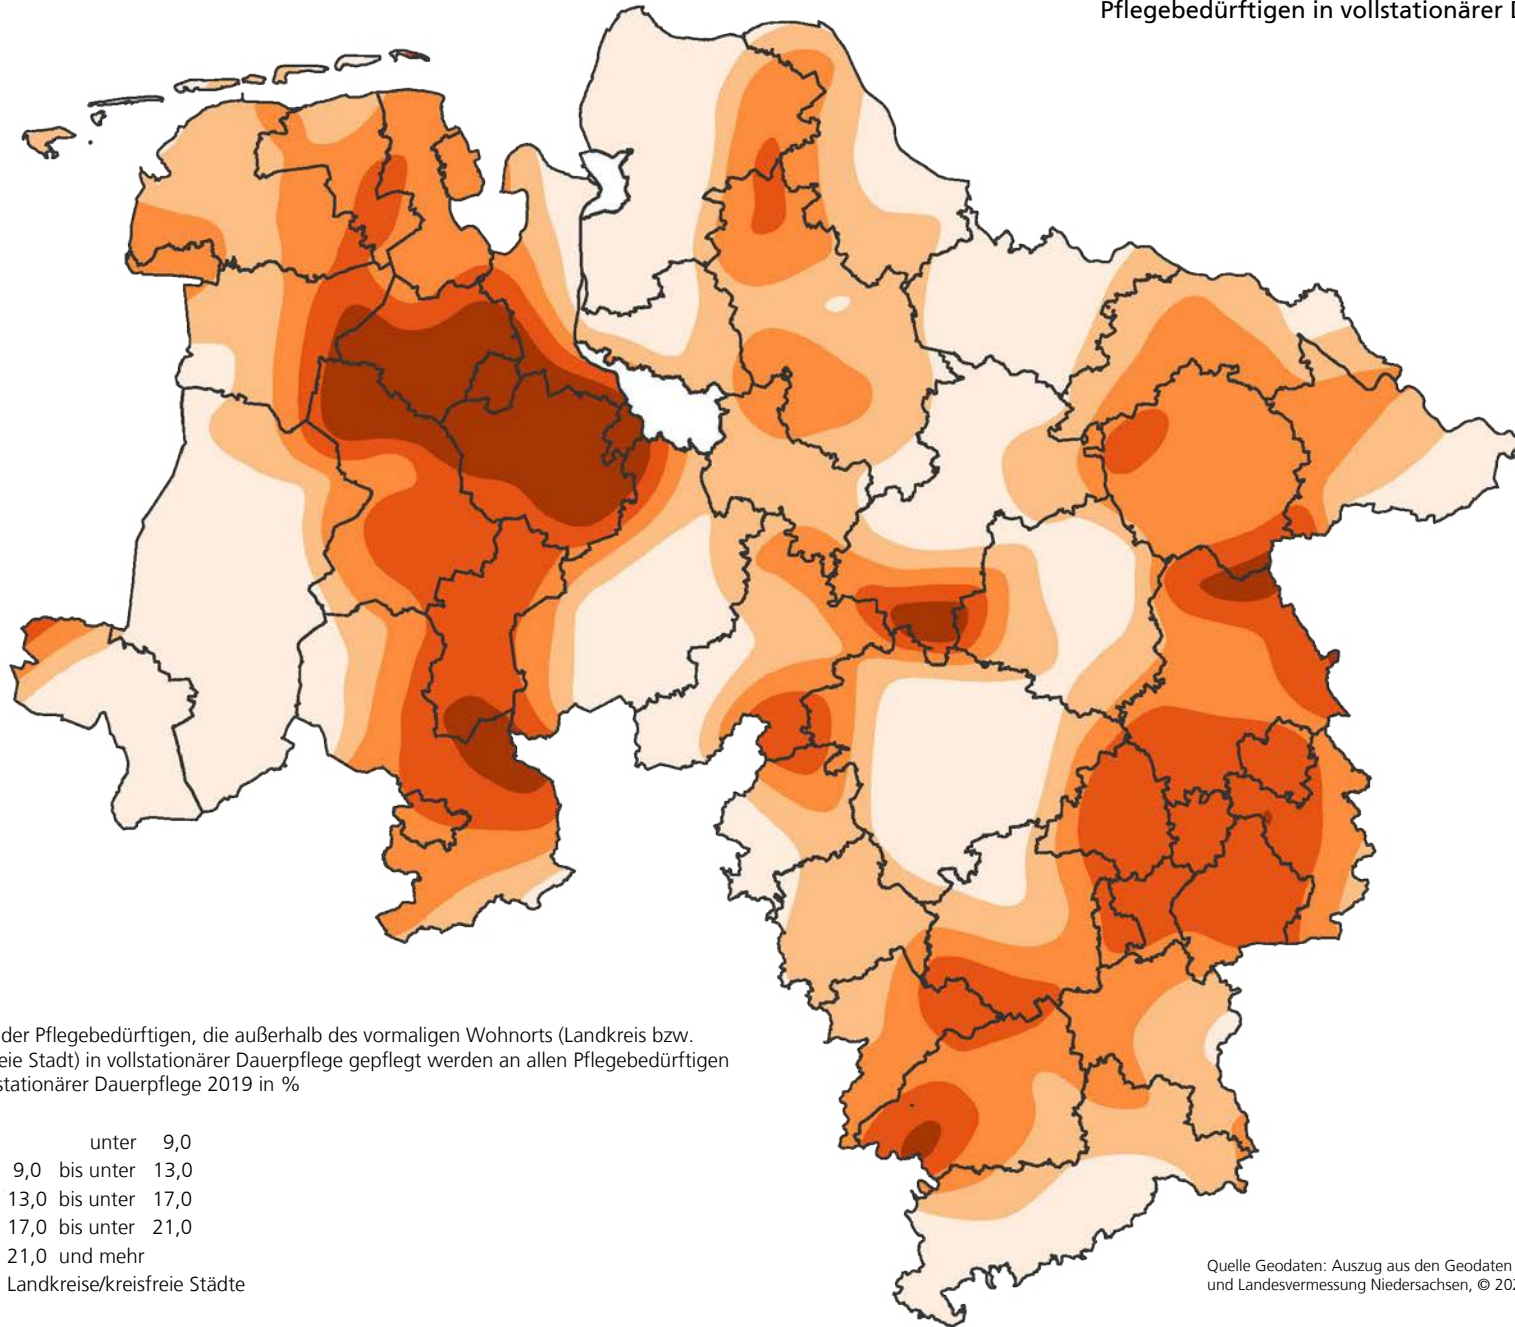 Pflegebedürftigen in vollstationärer
der Pflegebedürftigen, die außerhalb des vormaligen Wohnorts (Landkreis bzw.
eie Stadt) in vollstationärer Dauerpflege gepflegt werden an allen Pflegebedürftigen
stationärer Dauerpflege 2019 in %
unter 9,0
9,0 bis unter 13,0
13,0 bis unter 17,0
17,0 bis unter 21,0
21,0 und mehr
Landkreise/kreisfreie Städte
Quelle Geodaten: Auszug aus den Geodaten
und Landesvermessung Niedersachsen, © 202